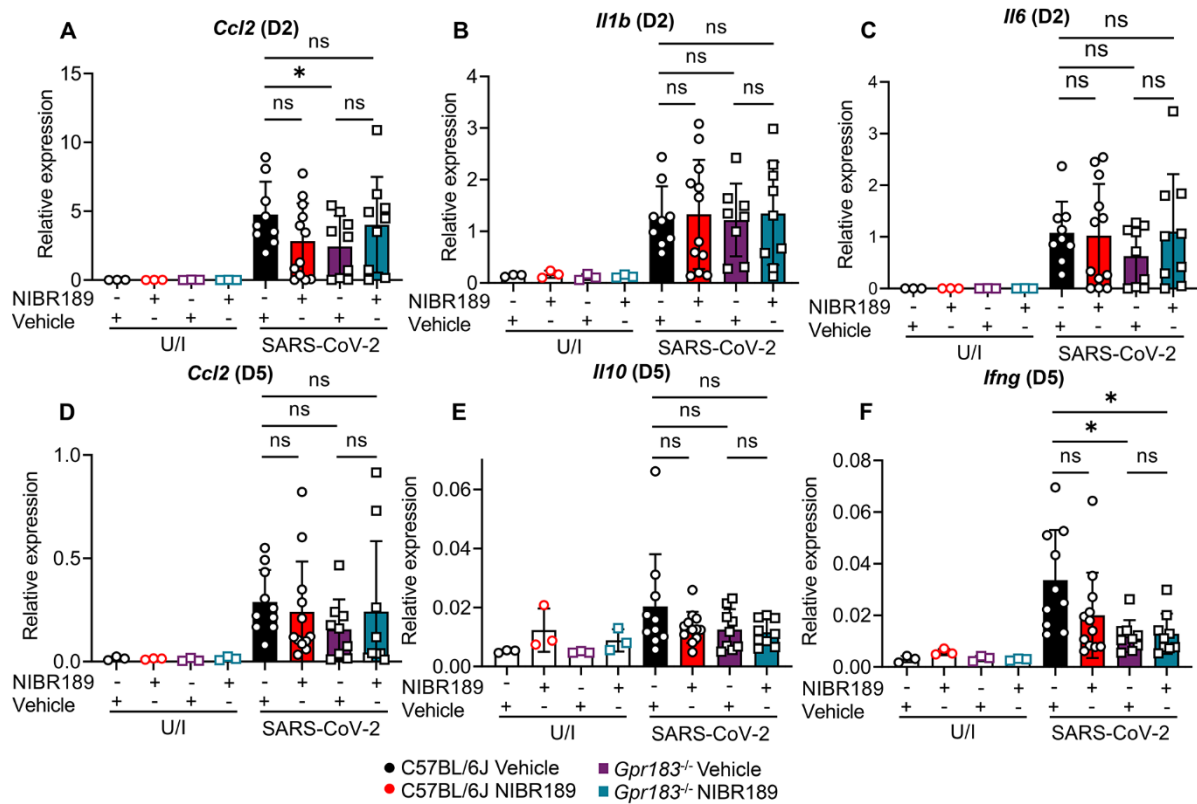 A
Ccl2 (D2)
ns
*
ns
ns
15
10
5
0
Relative expression
NIBR189 - + - + - + - +
Vehicle + - + - + - + -
U/I
SARS-CoV-2
B
Il1b (D2)
ns
ns
ns
ns
4
3
2
1
0
Relative expression
- + - + - + - +
+ - + - + - + -
U/I
SARS-CoV-2
C
Il6 (D2)
ns
ns
ns
ns
4
3
2
1
0
Relative expression
NIBR189 - + - + - + - +
Vehicle + - + - + - + -
U/I
SARS-CoV-2
D
Ccl2 (D5)
ns
ns
ns
ns
1.0
0.5
0.0
Relative expression
NIBR189 - + - + - + - +
Vehicle + - + - + - + -
U/I
SARS-CoV-2
E
Il10 (D5)
ns
ns
ns
ns
0.06
0.04
0.02
0.00
Relative expression
NIBR189 - + - + - + - +
Vehicle + - + - + - + -
U/I
SARS-CoV-2
F
Ifng (D5)
*
*
ns
ns
0.08
0.06
0.04
0.02
0.00
Relative expression
NIBR189 - + - + - + - +
Vehicle + - + - + - + -
U/I
SARS-CoV-2
C57BL/6J Vehicle
Gpr183-/- Vehicle
C57BL/6J NIBR189
Gpr183-/- NIBR189